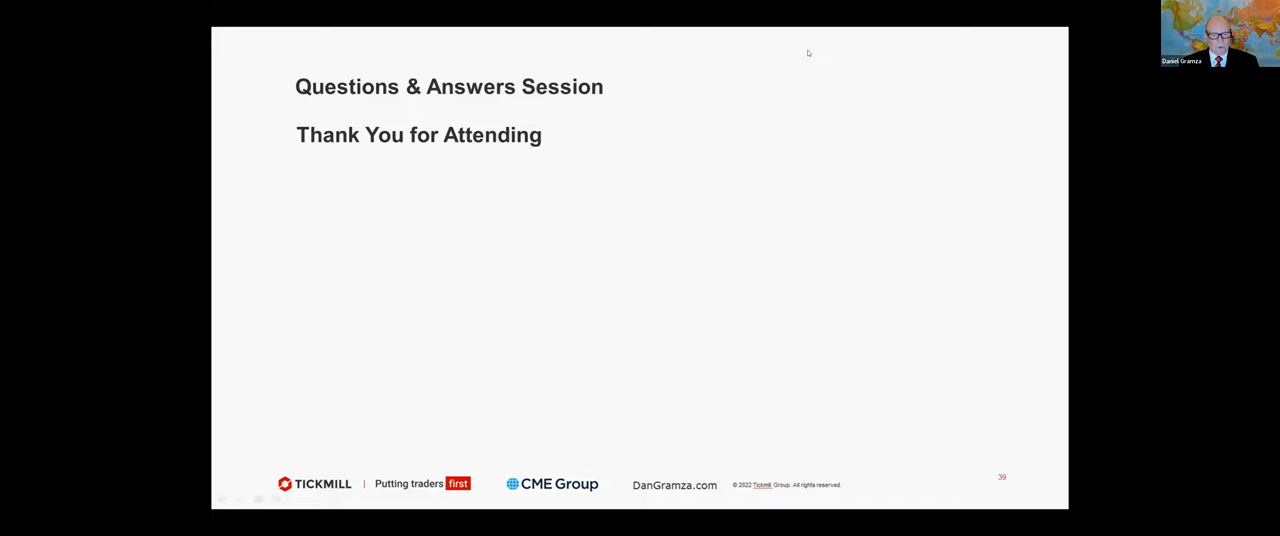 Questions & Answers Session
Thank You for Attending
Daniel Gramza
TICKMILL | Putting traders first
CME Group
DanGramza.com
© 2022 Tickmill Group. All rights reserved.
39